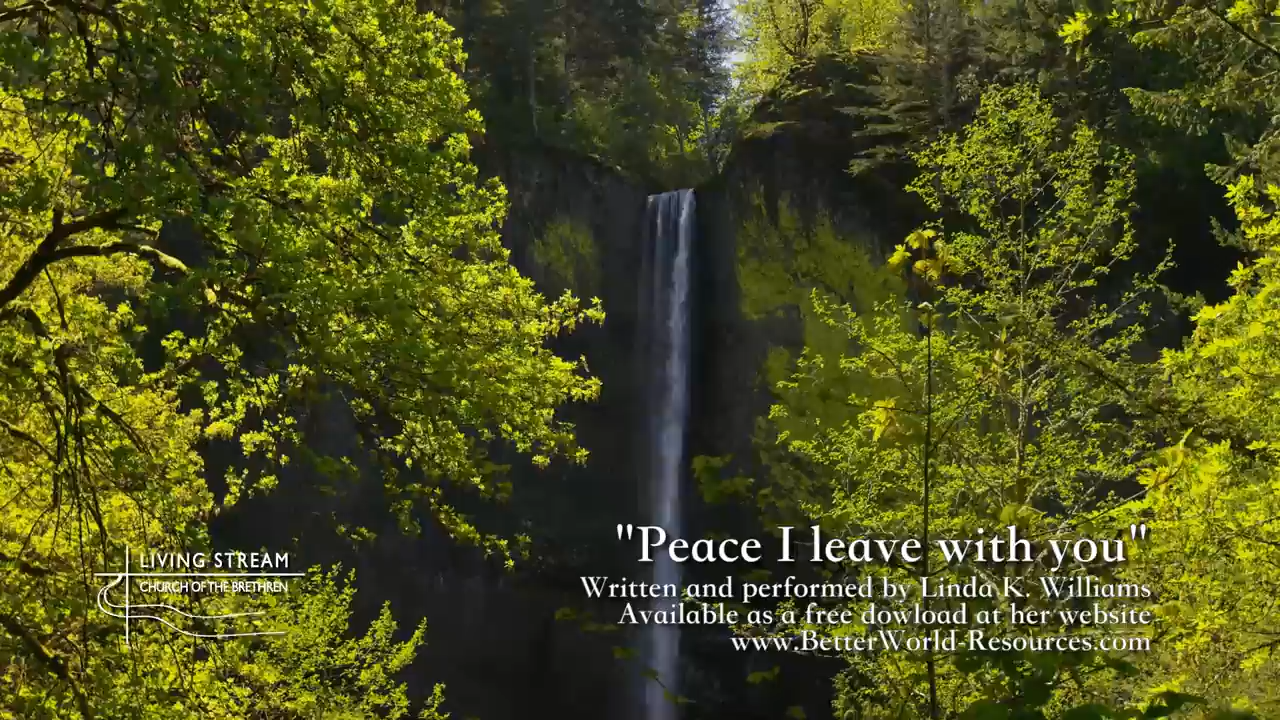 "Peace I leave with you"
Written and performed by Linda K. Williams
Available as a free dowload at her website
www.BetterWorld-Resources.com
LIVING STREAM
CHURCH OF THE BRETHREN